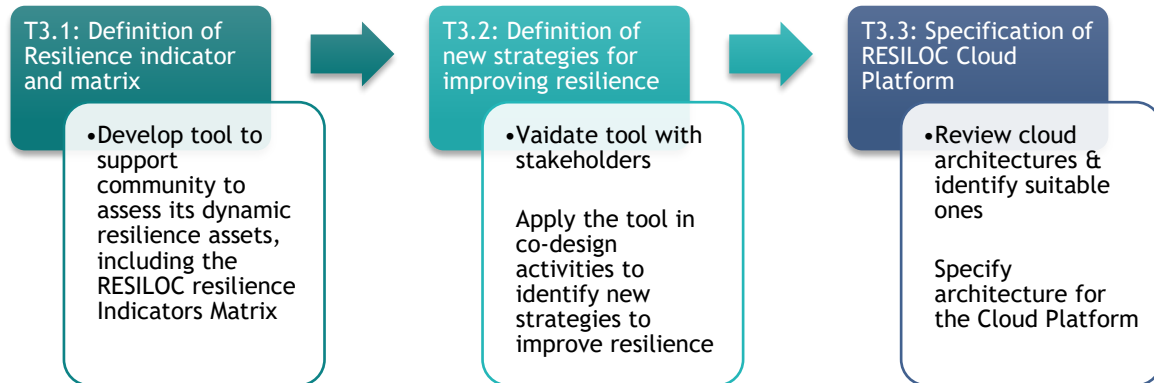 T3.1: Definition of
Resilience indicator
and matrix
•Develop tool to
support
community to
assess its dynamic
resilience assets,
including the
RESILOC resilience
Indicators Matrix
T3.2: Definition of
new strategies for
improving resilience
•Vaidate tool with
stakeholders
Apply the tool in
co-design
activities to
identify new
strategies to
improve resilience
T3.3: Specification of
RESILOC Cloud
Platform
•Review cloud
architectures &
identify suitable
ones
Specify
architecture for
the Cloud Platform